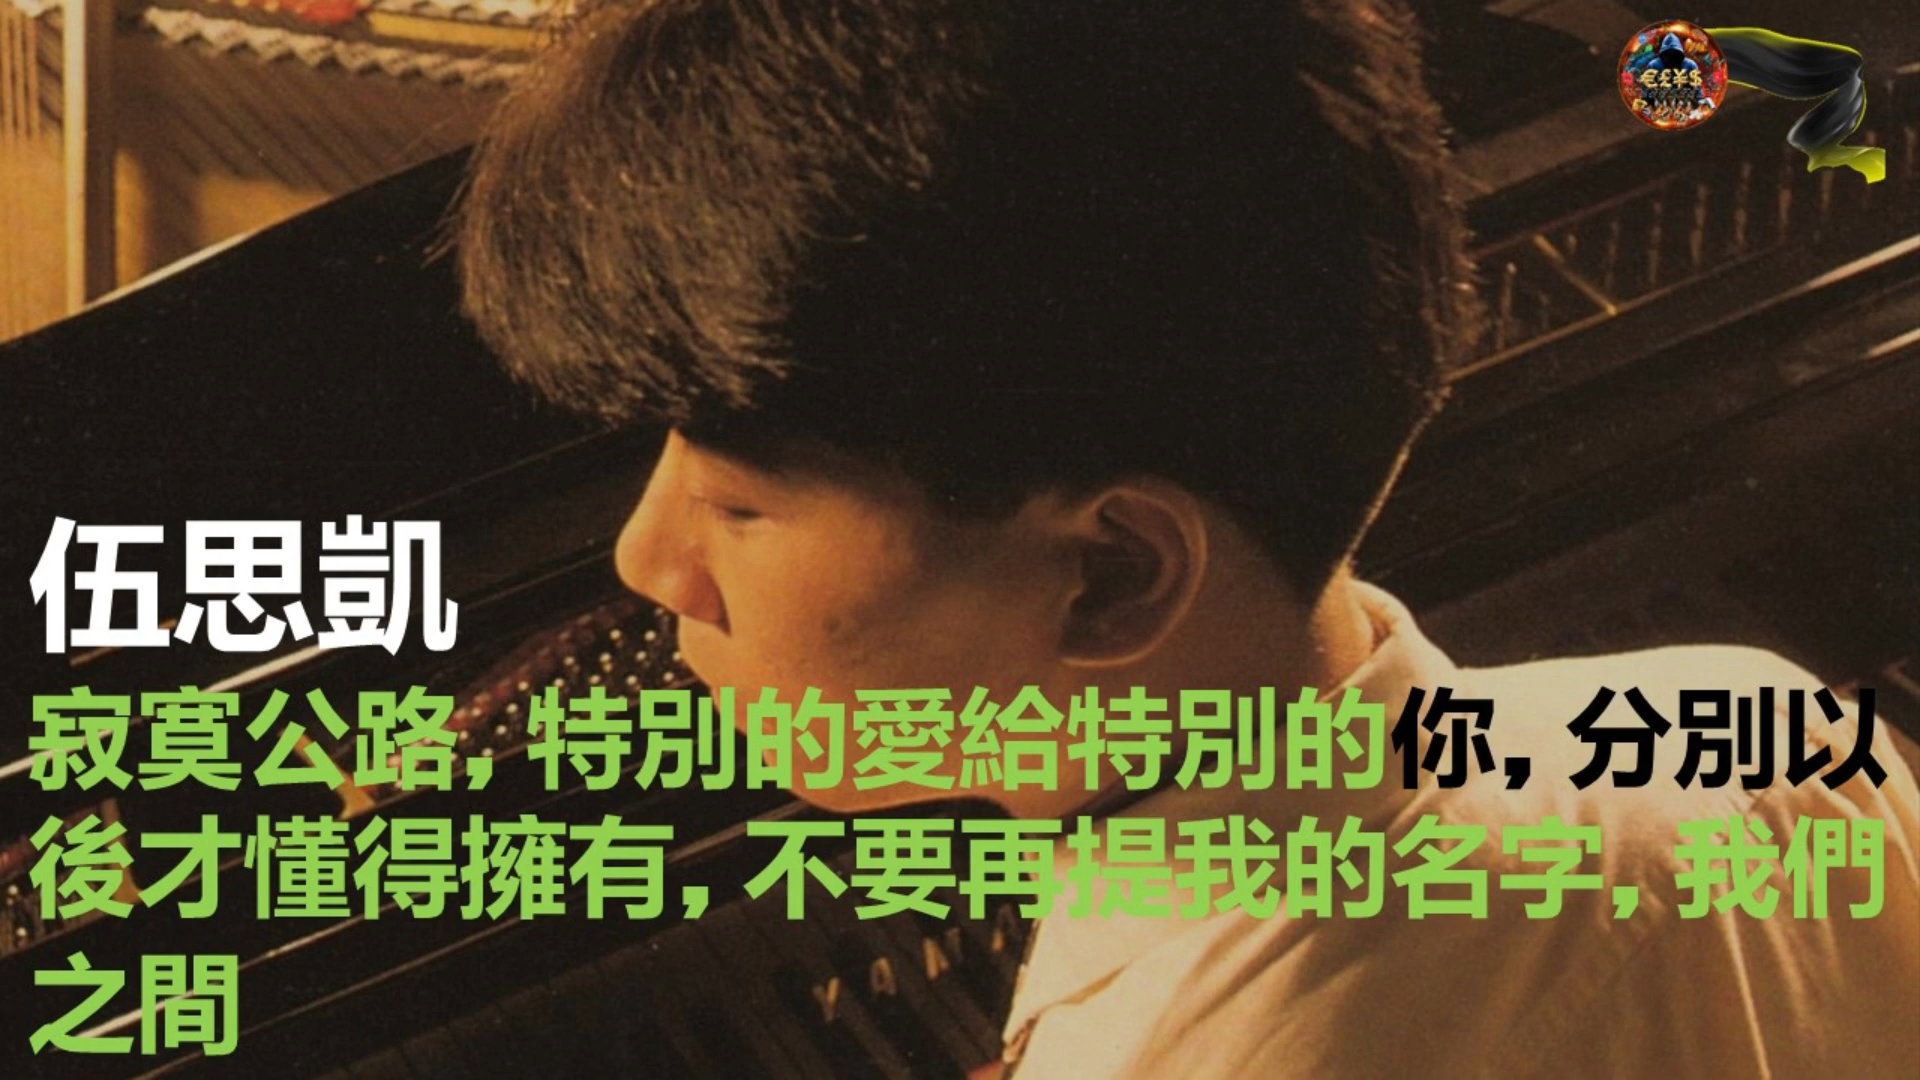 €£¥$
伍思凱
寂寞公路, 特別的愛給特別的你, 分別以
後才懂得擁有, 不要再提我的名字, 我們
之間
YAMA